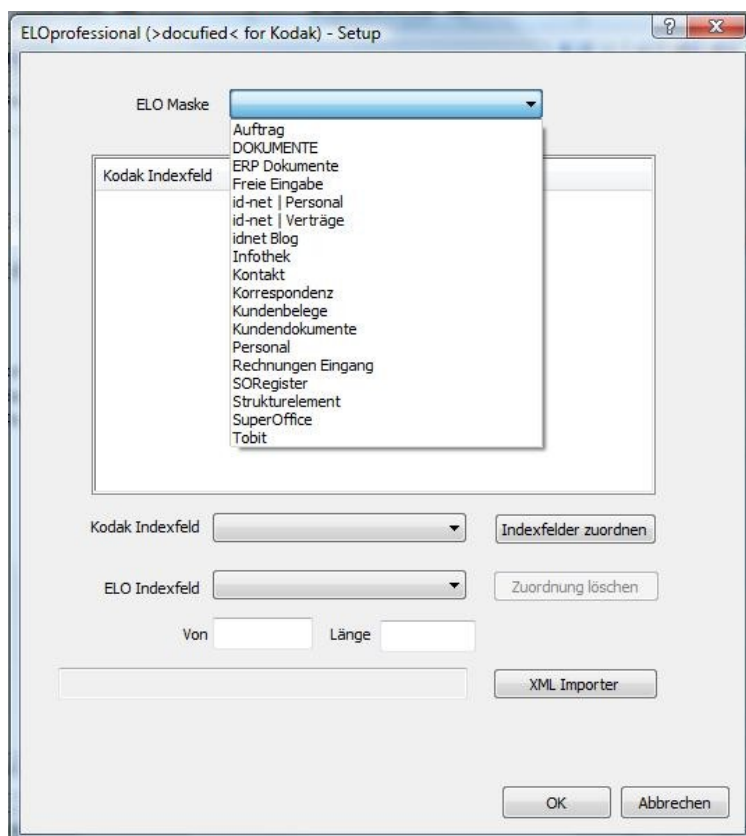 ELOprofessional (>docufied< for Kodak) - Setup
ELO Maske
Auftrag
DOKUMENTE
ERP Dokumente
Freie Eingabe
id-net | Personal
id-net | Verträge
idnet Blog
Infothek
Kontakt
Korrespondenz
Kundenbelege
Kundendokumente
Personal
Rechnungen Eingang
SORegister
Strukturelement
SuperOffice
Tobit
Kodak Indexfeld
Kodak Indexfeld
Indexfelder zuordnen
ELO Indexfeld
Zuordnung löschen
Von
Länge
XML Importer
OK
Abbrechen